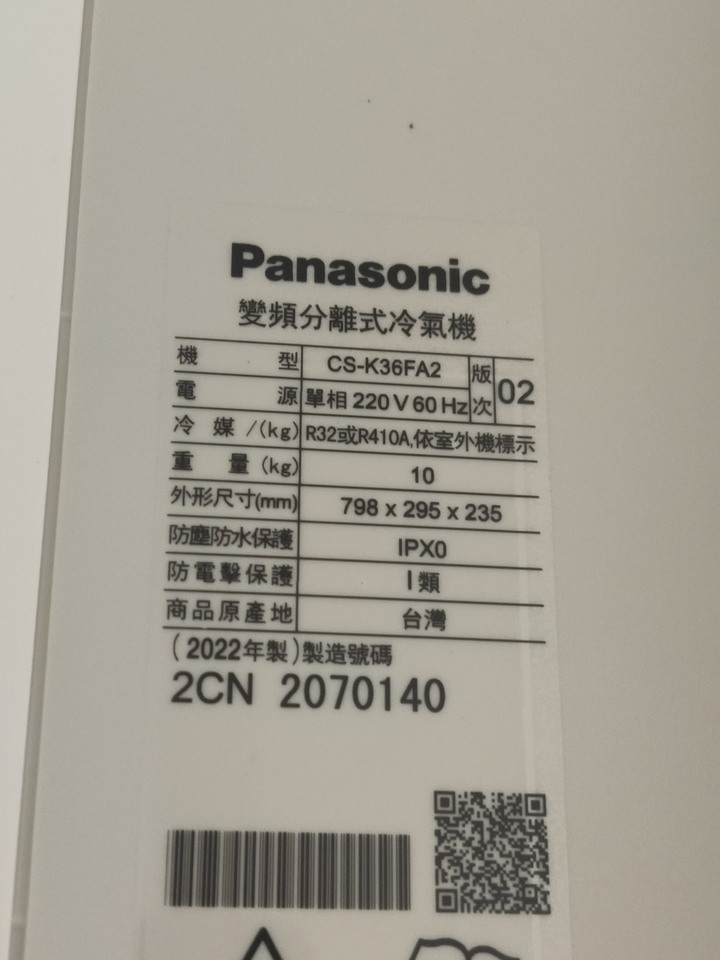 Panasonic
變頻分離式冷氣機
機型 CS-K36FA2 版次 02
電源 單相 220 V 60 Hz
冷媒/(kg) R32或R410A,依室外機標示
重量(kg) 10
外形尺寸(mm) 798 x 295 x 235
防塵防水保護 IPX0
防電擊保護 I 類
商品原產地 台灣
(2022年製)製造號碼
2CN 2070140